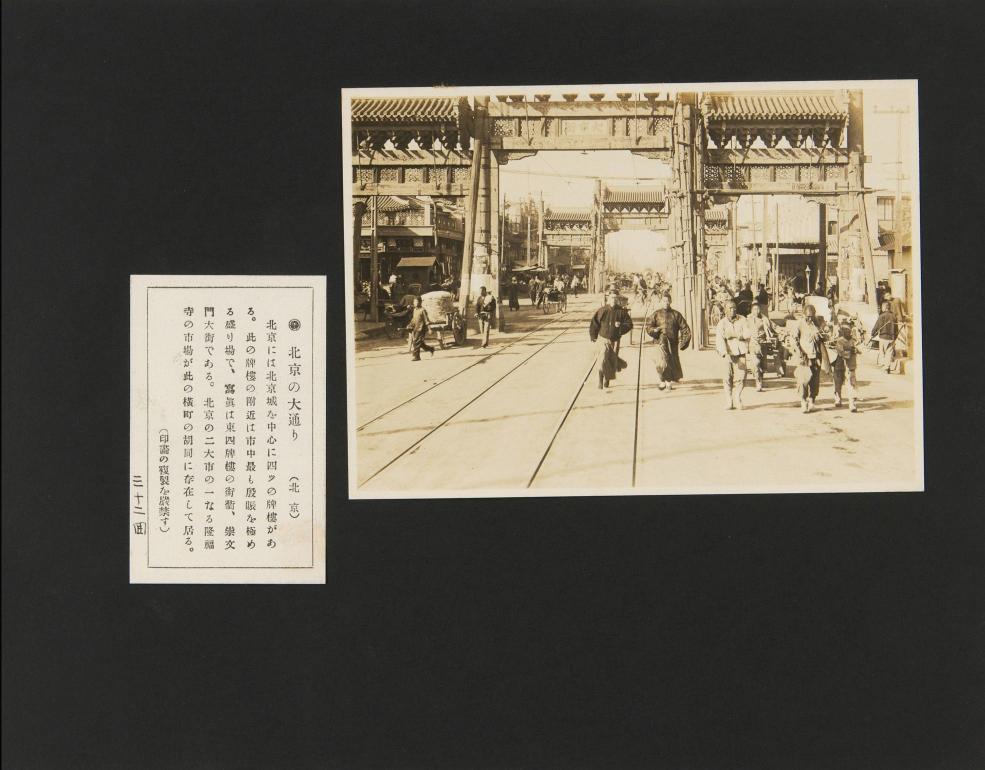 北京の大通り
（北京）
北京には北京城を中心に四ツの牌樓があ
る。此の牌樓の附近は市中最も殷賑を極め
る盛り場で、寫眞は東四牌樓の街衢、崇文
門大街である。北京の二大市の一なる隆福
寺の市場が此の橫町の胡同に存在して居る。
（印畵の複製を嚴禁す）
三十二回